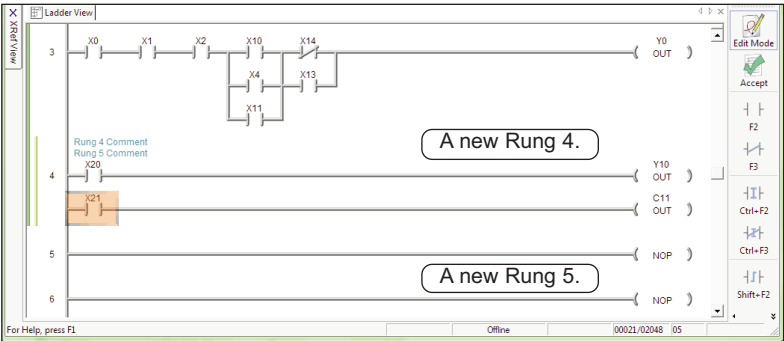 XRefView
Ladder View
3 X0 X1 X2 X10 X14 Y0
OUT
X4 X13
X11
Rung 4 Comment
Rung 5 Comment
A new Rung 4.
4 X20 Y10
OUT
X21 C11
OUT
5 NOP
A new Rung 5.
6 NOP
Edit Mode
Accept
F2
F3
Ctrl+F2
Ctrl+F3
Shift+F2
For Help, press F1
Offline
00021/02048 05